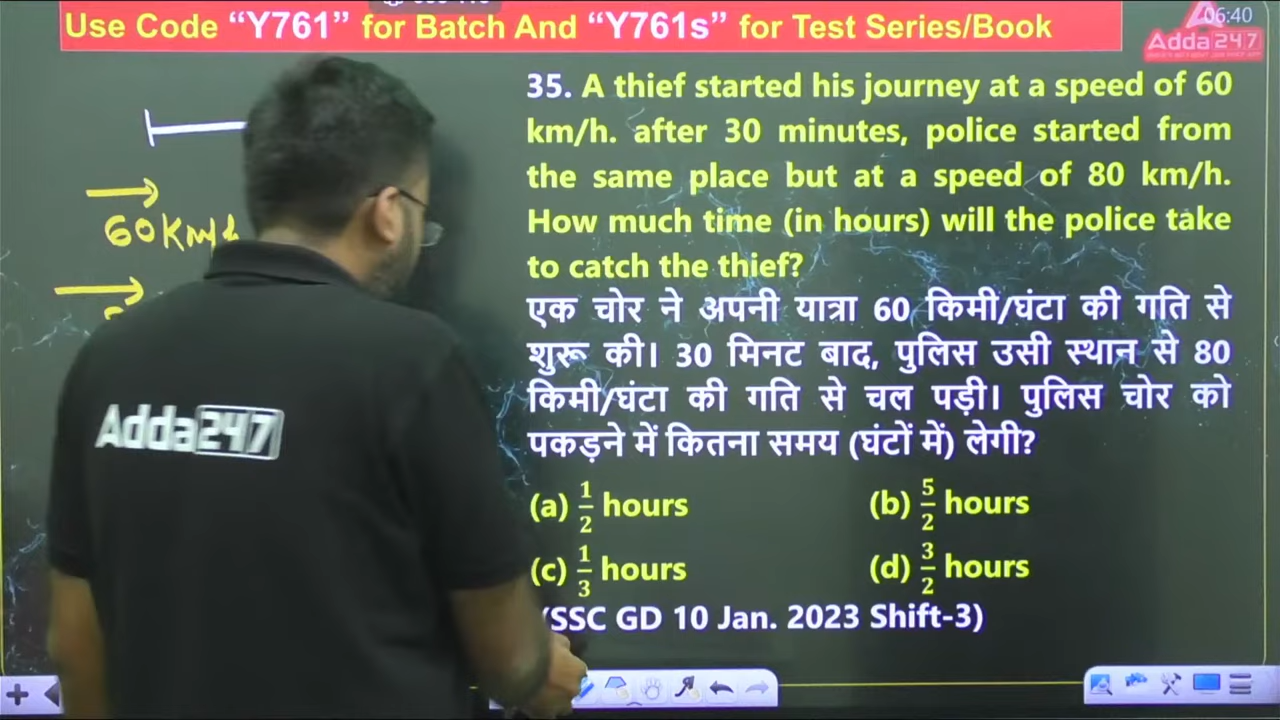 Use Code “Y761” for Batch And “Y761s” for Test Series/Book
06:40
Adda247
35. A thief started his journey at a speed of 60
km/h. after 30 minutes, police started from
the same place but at a speed of 80 km/h.
How much time (in hours) will the police take
to catch the thief?
एक चोर ने अपनी यात्रा 60 किमी/घंटा की गति से
शुरू की। 30 मिनट बाद, पुलिस उसी स्थान से 80
किमी/घंटा की गति से चल पड़ी। पुलिस चोर को
पकड़ने में कितना समय (घंटों में) लेगी?
(a) 1/2 hours
(b) 5/2 hours
(c) 1/3 hours
(d) 3/2 hours
(SSC GD 10 Jan. 2023 Shift-3)
60 Km/h
Adda247